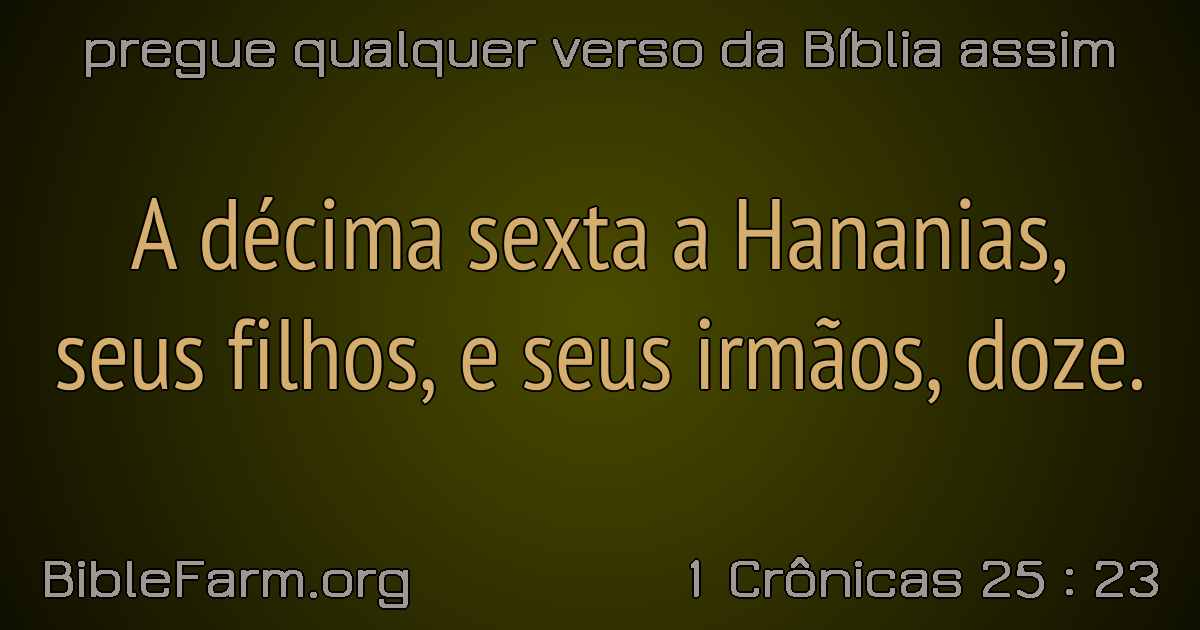 pregue qualquer verso da Bíblia assim
A décima sexta a Hananias,
seus filhos, e seus irmãos, doze.
BibleFarm.org
1 Crônicas 25 : 23